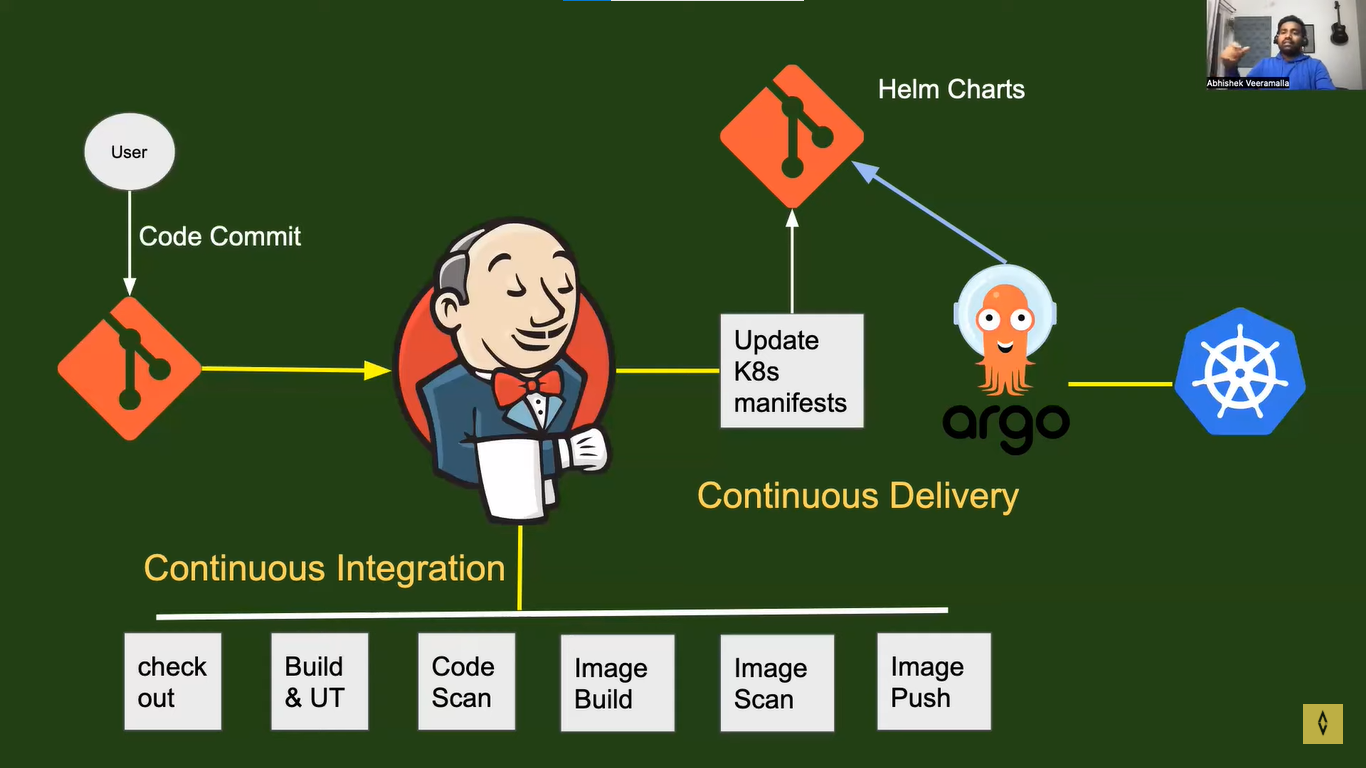 Abhishek Veeramalla
Helm Charts
User
Code Commit
Update
K8s
manifests
argo
Continuous Delivery
Continuous Integration
check
out
Build
& UT
Code
Scan
Image
Build
Image
Scan
Image
Push